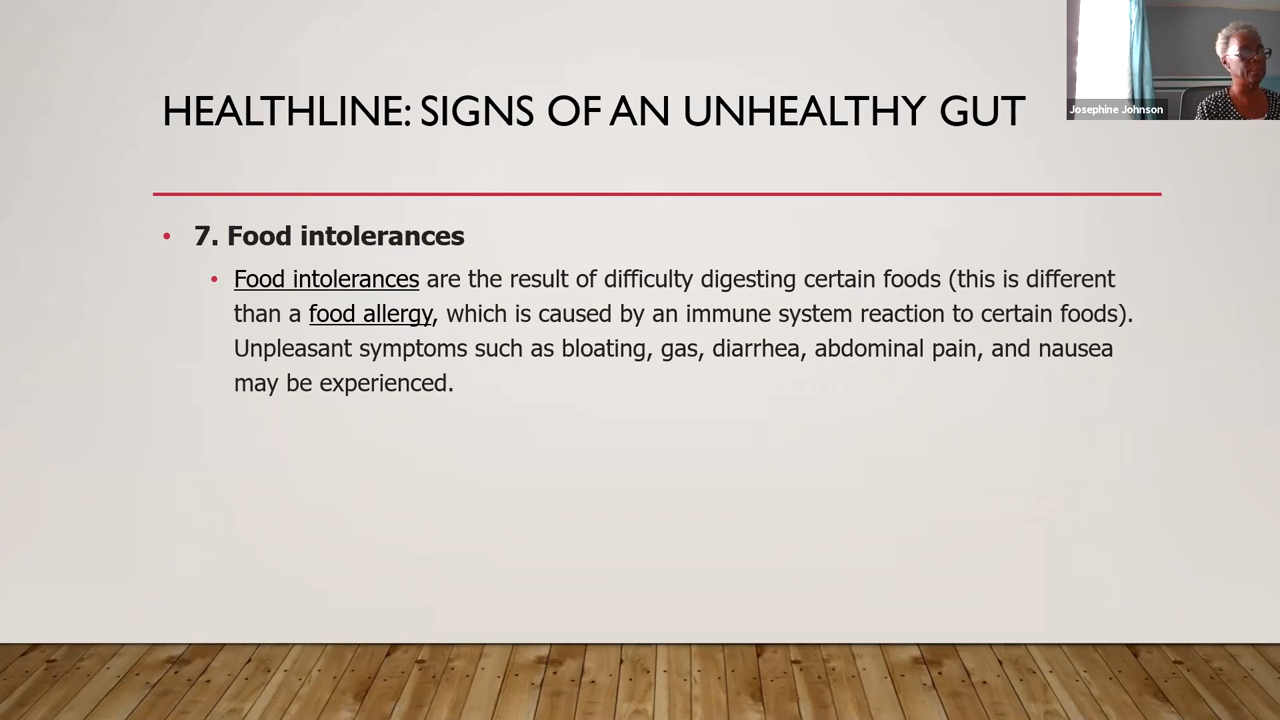 HEALTHLINE: SIGNS OF AN UNHEALTHY GUT
Josephine Johnson
• 7. Food intolerances
• Food intolerances are the result of difficulty digesting certain foods (this is different
than a food allergy, which is caused by an immune system reaction to certain foods).
Unpleasant symptoms such as bloating, gas, diarrhea, abdominal pain, and nausea
may be experienced.